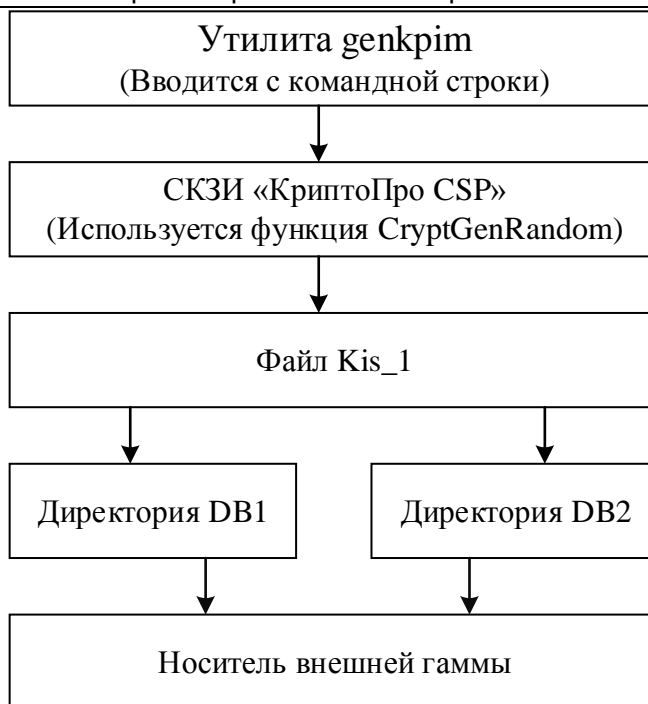 Утилита genkpim
(Вводится с командной строки)
СКЗИ «КриптоПро CSP»
(Используется функция CryptGenRandom)
Файл Kis_1
Директория DB1
Директория DB2
Носитель внешней гаммы